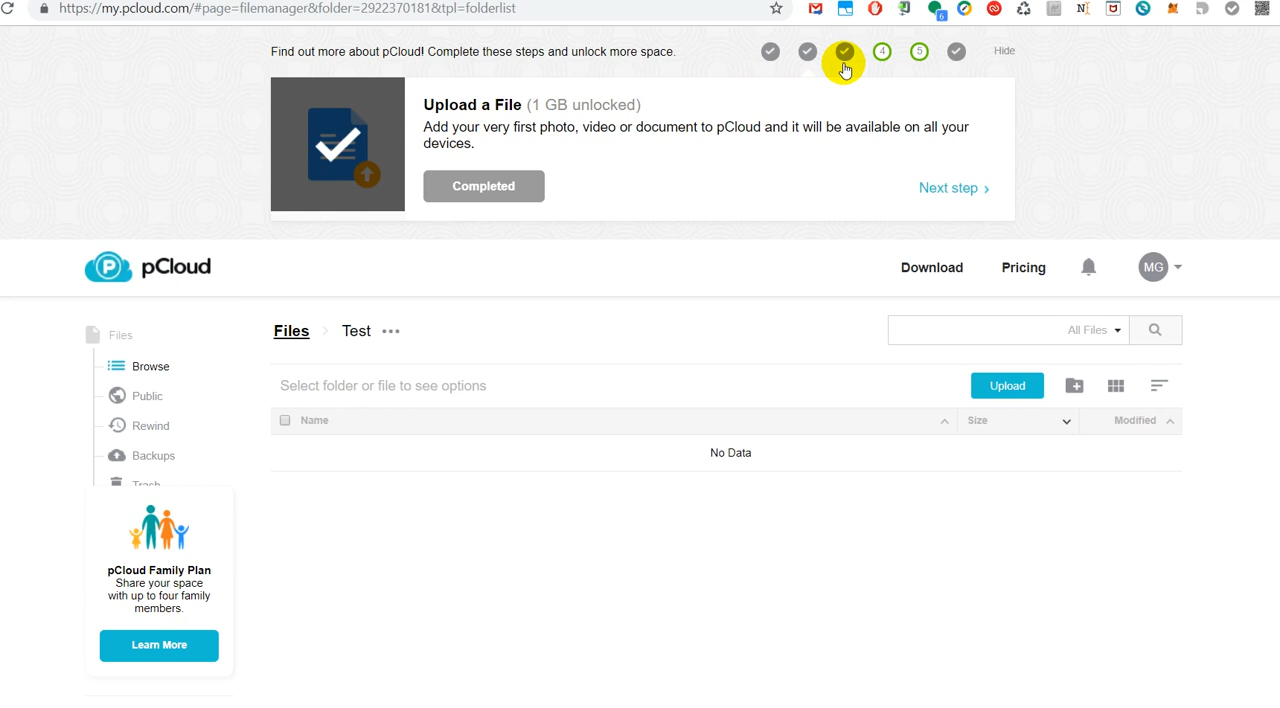 https://my.pcloud.com/#page=filemanager&folder=2922370181&tpl=folderlist
6
Find out more about pCloud! Complete these steps and unlock more space.
4
5
Hide
Upload a File (1 GB unlocked)
Add your very first photo, video or document to pCloud and it will be available on all your
devices.
Completed
Next step
P pCloud
Download
Pricing
MG
Files
Browse
Public
Rewind
Backups
Trash
Files
Test
All Files
Select folder or file to see options
Upload
Name
Size
Modified
No Data
pCloud Family Plan
Share your space
with up to four family
members.
Learn More